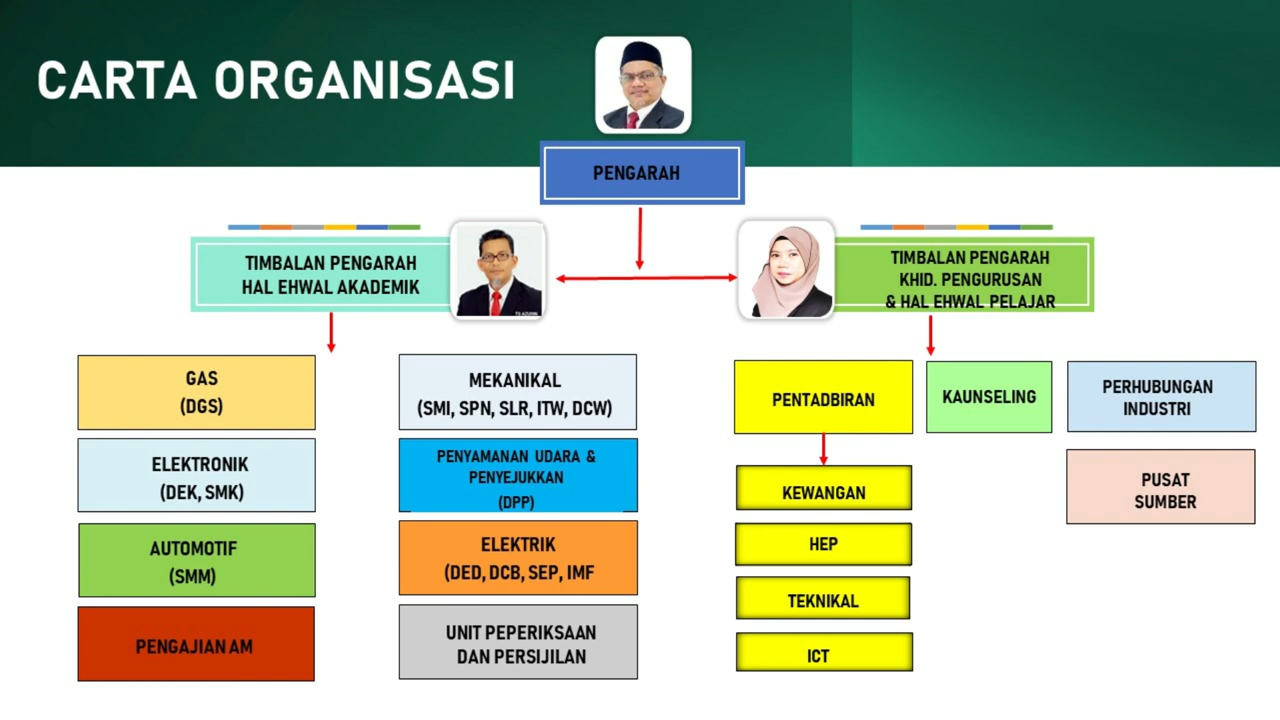 CARTA ORGANISASI
PENGARAH
TIMBALAN PENGARAH
HAL EHWAL AKADEMIK
TIMBALAN PENGARAH
KHID. PENGURUSAN
& HAL EHWAL PELAJAR
GAS
(DGS)
ELEKTRONIK
(DEK, SMK)
AUTOMOTIF
(SMM)
PENGAJIAN AM
MEKANIKAL
(SMI, SPN, SLR, ITW, DCW)
PENYAMANAN UDARA &
PENYEJUKKAN
(DPP)
ELEKTRIK
(DED, DCB, SEP, IMF
UNIT PEPERIKSAAN
DAN PERSIJILAN
PENTADBIRAN
KEWANGAN
HEP
TEKNIKAL
ICT
KAUNSELING
PERHUBUNGAN
INDUSTRI
PUSAT
SUMBER